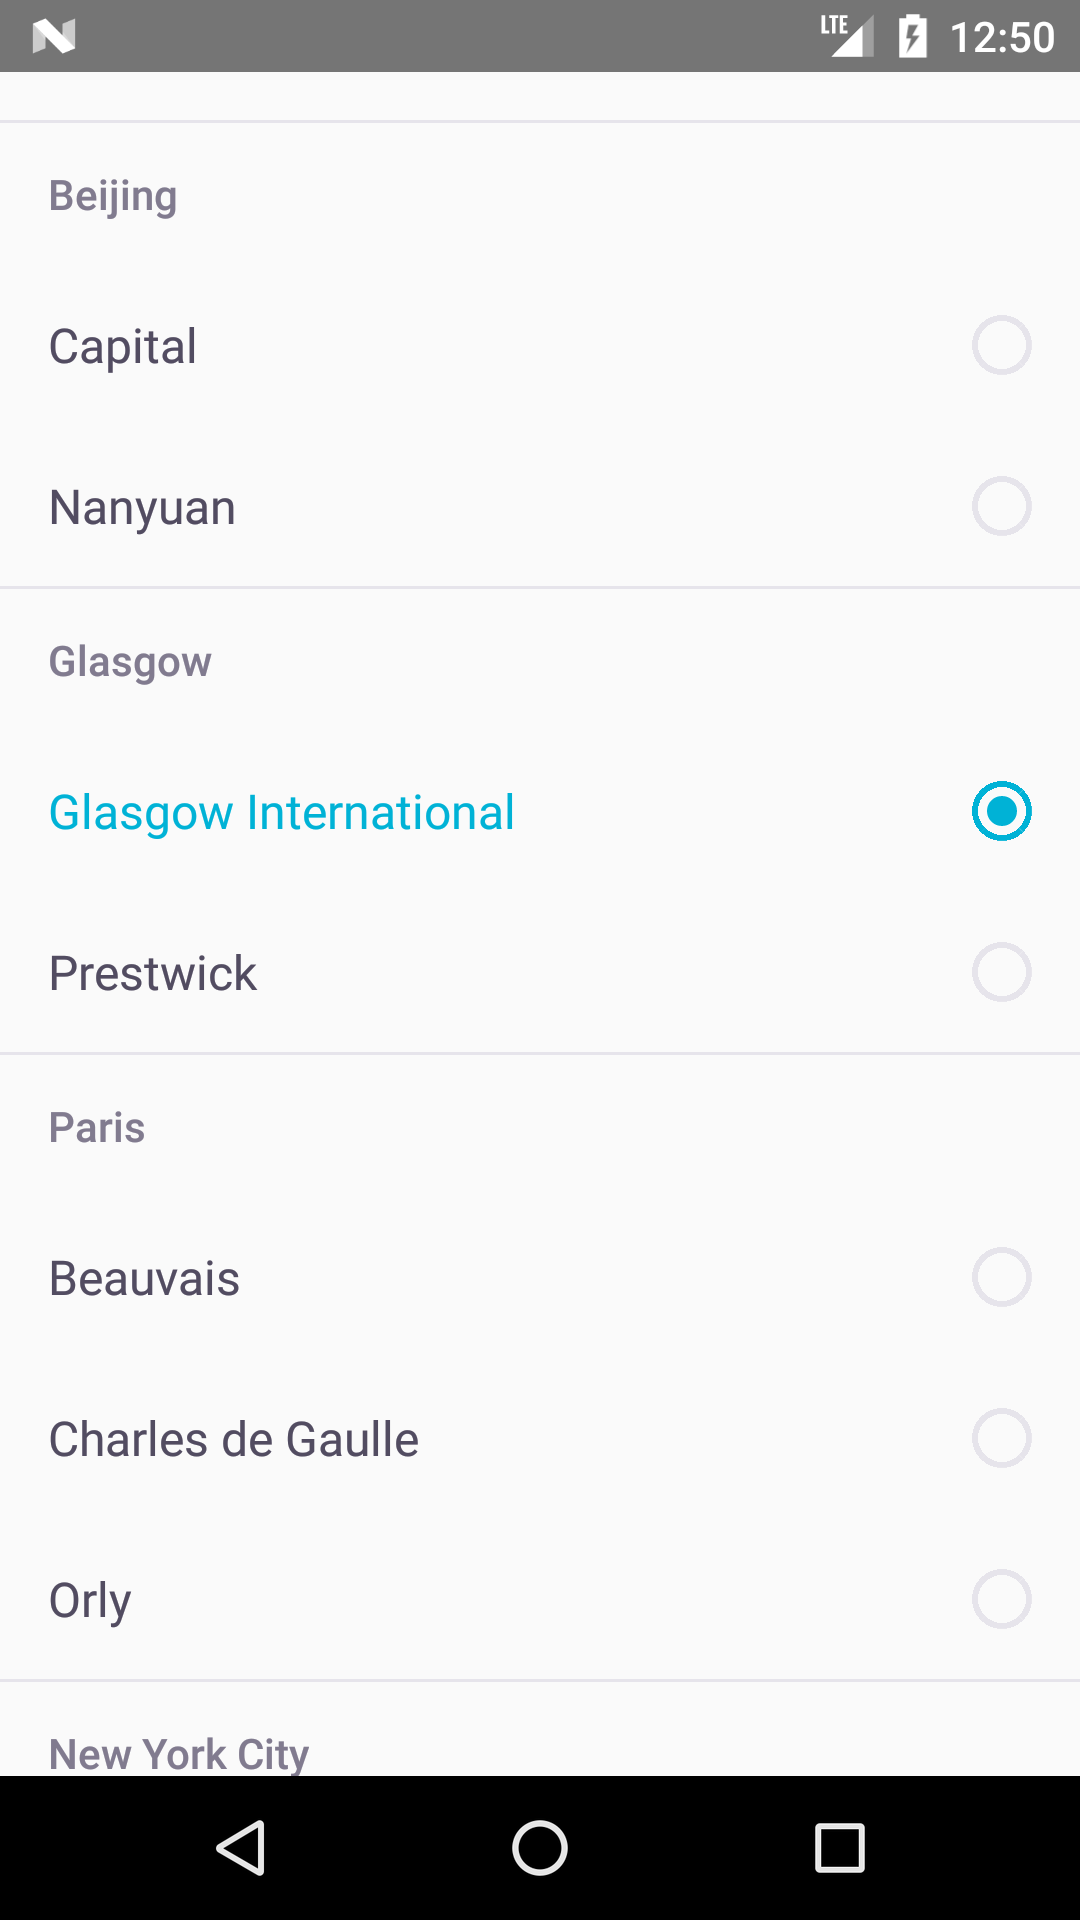 LTE 12:50
Beijing
Capital
Nanyuan
Glasgow
Glasgow International
Prestwick
Paris
Beauvais
Charles de Gaulle
Orly
New York City